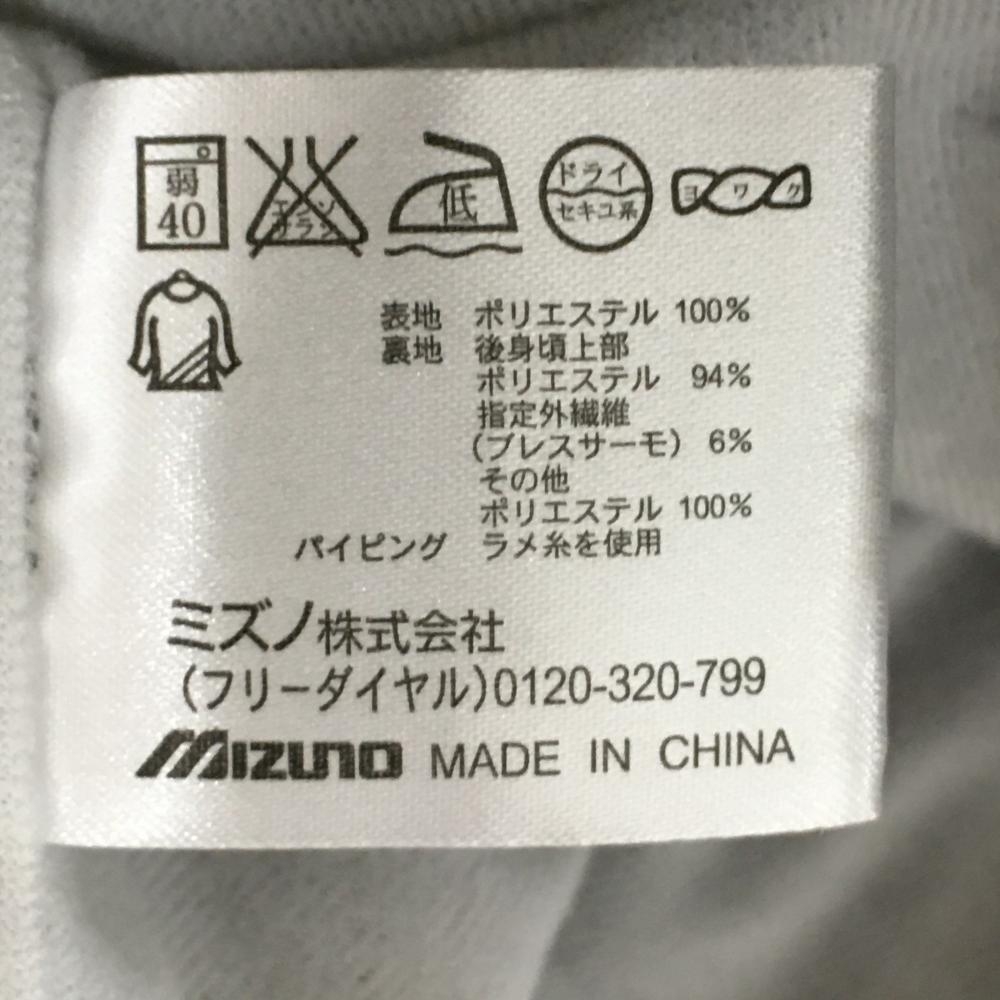 弱
40
エンソ
サラシ
低
ドライ
セキユ系
ヨワク
表地 ポリエステル 100%
裏地 後身頃上部
ポリエステル 94%
指定外繊維
(ブレスサーモ) 6%
その他
ポリエステル 100%
パイピング ラメ糸を使用
ミズノ株式会社
(フリーダイヤル)0120-320-799
MIZUNO MADE IN CHINA